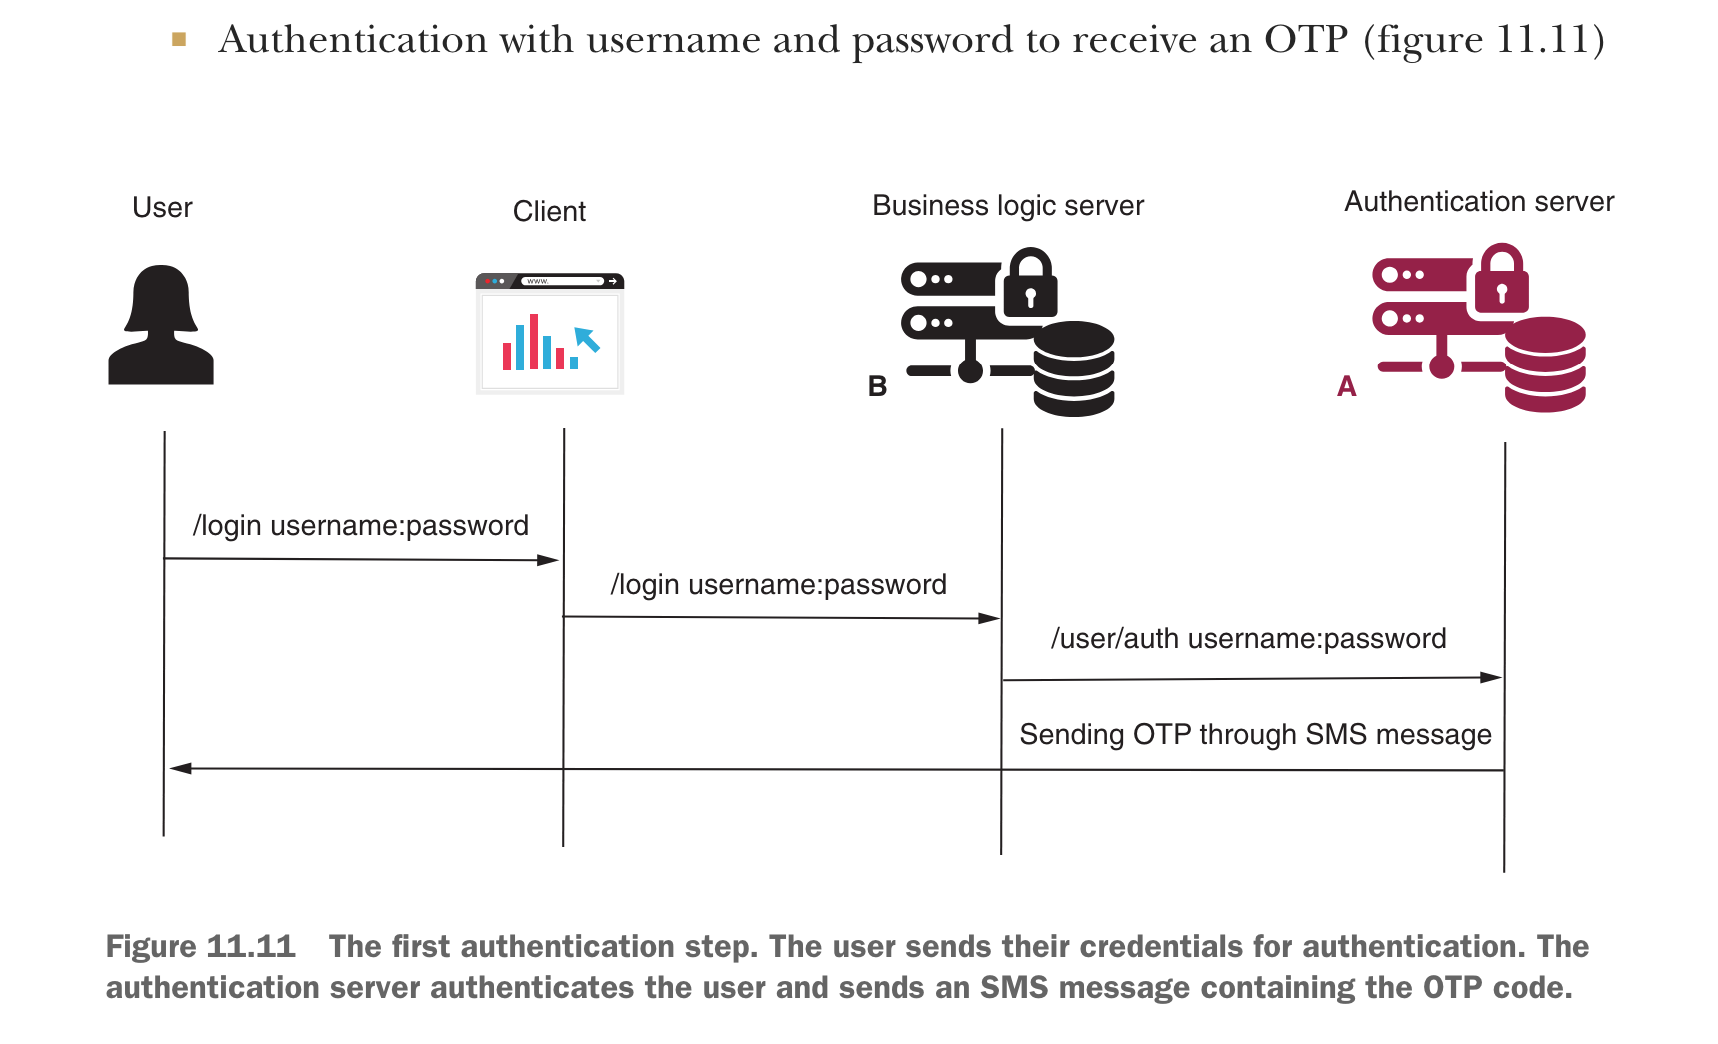 Authentication with username and password to receive an OTP (figure 11.11)
User
Client
Business logic server
Authentication server
www.
B
A
/login username:password
/login username:password
/user/auth username:password
Sending OTP through SMS message
Figure 11.11 The first authentication step. The user sends their credentials for authentication. The
authentication server authenticates the user and sends an SMS message containing the OTP code.